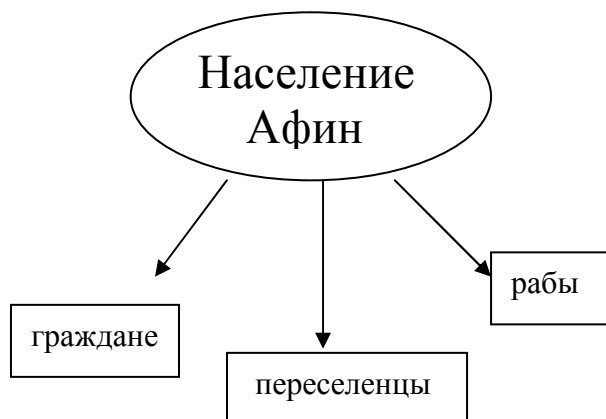 Население
Афин
граждане
переселенцы
рабы